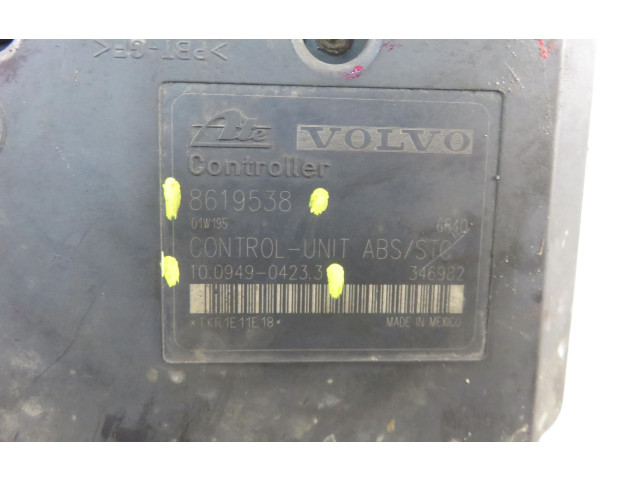 >PBT-GF<
Ate VOLVO
Controller
8619538
01W195 6840
CONTROL-UNIT ABS/STC
10.0949-0423.3 346982
*TKR1E11E18*
MADE IN MEXICO